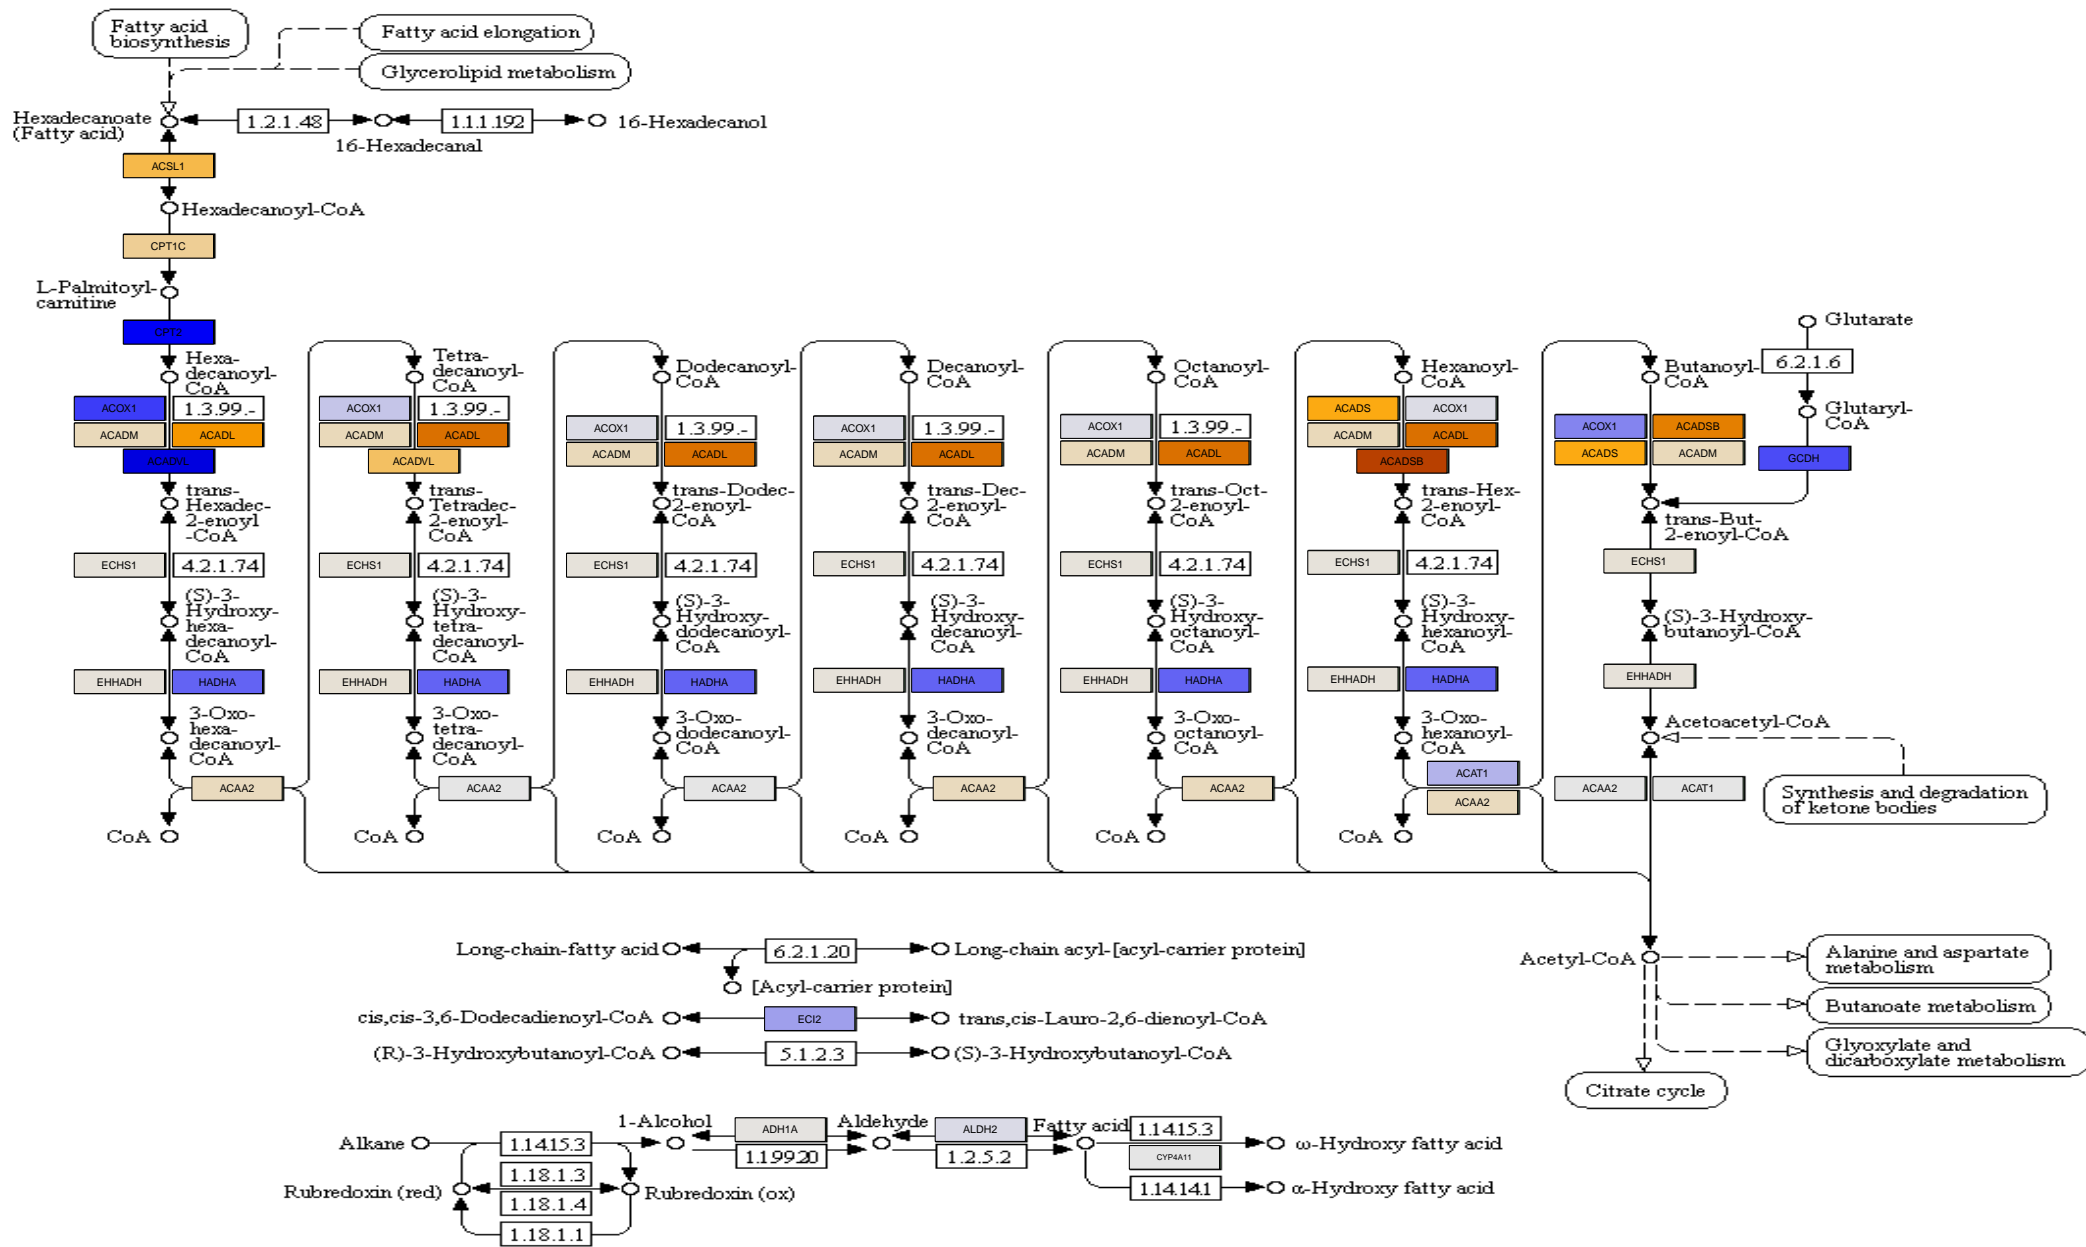 Fatty acid
biosynthesis
Fatty acid elongation
Glycerolipid metabolism
Hexadecanoate
(Fatty acid)
1.2.1.48
1.1.1.192
16-Hexadecanol
16-Hexadecanal
ACSL1
Hexadecanoyl-CoA
CPT1C
L-Palmitoyl-
carnitine
CPT2
Hexa-
decanoyl-
CoA
ACOX1
1.3.99.-
ACADM
ACADL
ACADVL
trans-
Hexadec-
2-enoyl
-CoA
ECHS1
4.2.1.74
(S)-3-
Hydroxy-
hexa-
decanoyl-
CoA
EHHADH
HADHA
3-Oxo-
hexa-
decanoyl-
CoA
ACAA2
CoA
Tetra-
decanoyl-
CoA
ACOX1
1.3.99.-
ACADM
ACADL
ACADVL
trans-
Tetradec-
2-enoyl-
CoA
ECHS1
4.2.1.74
(S)-3-
Hydroxy-
tetra-
decanoyl-
CoA
EHHADH
HADHA
3-Oxo-
tetra-
decanoyl-
CoA
ACAA2
CoA
Dodecanoyl-
CoA
ACOX1
1.3.99.-
ACADM
ACADL
trans-Dodec-
2-enoyl-
CoA
ECHS1
4.2.1.74
(S)-3-
Hydroxy-
dodecanoyl-
CoA
EHHADH
HADHA
3-Oxo-
dodecanoyl-
CoA
ACAA2
CoA
Decanoyl-
CoA
ACOX1
1.3.99.-
ACADM
ACADL
trans-Dec-
2-enoyl-
CoA
ECHS1
4.2.1.74
(S)-3-
Hydroxy-
decanoyl-
CoA
EHHADH
HADHA
3-Oxo-
decanoyl-
CoA
ACAA2
CoA
Octanoyl-
CoA
ACOX1
1.3.99.-
ACADM
ACADL
trans-Oct-
2-enoyl-
CoA
ECHS1
4.2.1.74
(S)-3-
Hydroxy-
octanoyl-
CoA
EHHADH
HADHA
3-Oxo-
octanoyl-
CoA
ACAA2
CoA
Hexanoyl-
CoA
ACADS
ACOX1
ACADM
ACADL
ACADSB
trans-Hex-
2-enoyl-
CoA
ECHS1
4.2.1.74
(S)-3-
Hydroxy-
hexanoyl-
CoA
EHHADH
HADHA
3-Oxo-
hexanoyl-
CoA
ACAT1
ACAA2
CoA
Butanoyl-
CoA
ACOX1
ACADSB
ACADS
ACADM
Glutarate
6.2.1.6
Glutaryl-
CoA
GCDH
trans-But-
2-enoyl-CoA
ECHS1
(S)-3-Hydroxy-
butanoyl-CoA
EHHADH
Acetoacetyl-CoA
ACAA2
ACAT1
Synthesis and degradation
of ketone bodies
Long-chain-fatty acid
6.2.1.20
Long-chain acyl-[acyl-carrier protein]
[Acyl-carrier protein]
cis,cis-3,6-Dodecadienoyl-CoA
ECI2
trans,cis-Lauro-2,6-dienoyl-CoA
(R)-3-Hydroxybutanoyl-CoA
5.1.2.3
(S)-3-Hydroxybutanoyl-CoA
Acetyl-CoA
Alanine and aspartate
metabolism
Butanoate metabolism
Glyoxylate and
dicarboxylate metabolism
Citrate cycle
Alkane
1.14.15.3
1-Alcohol
ADH1A
1.1.99.20
Aldehyde
ALDH2
1.2.5.2
Fatty acid
1.14.15.3
CYP4A11
ω-Hydroxy fatty acid
1.14.14.1
α-Hydroxy fatty acid
Rubredoxin (red)
1.18.1.3
1.18.1.4
1.18.1.1
Rubredoxin (ox)